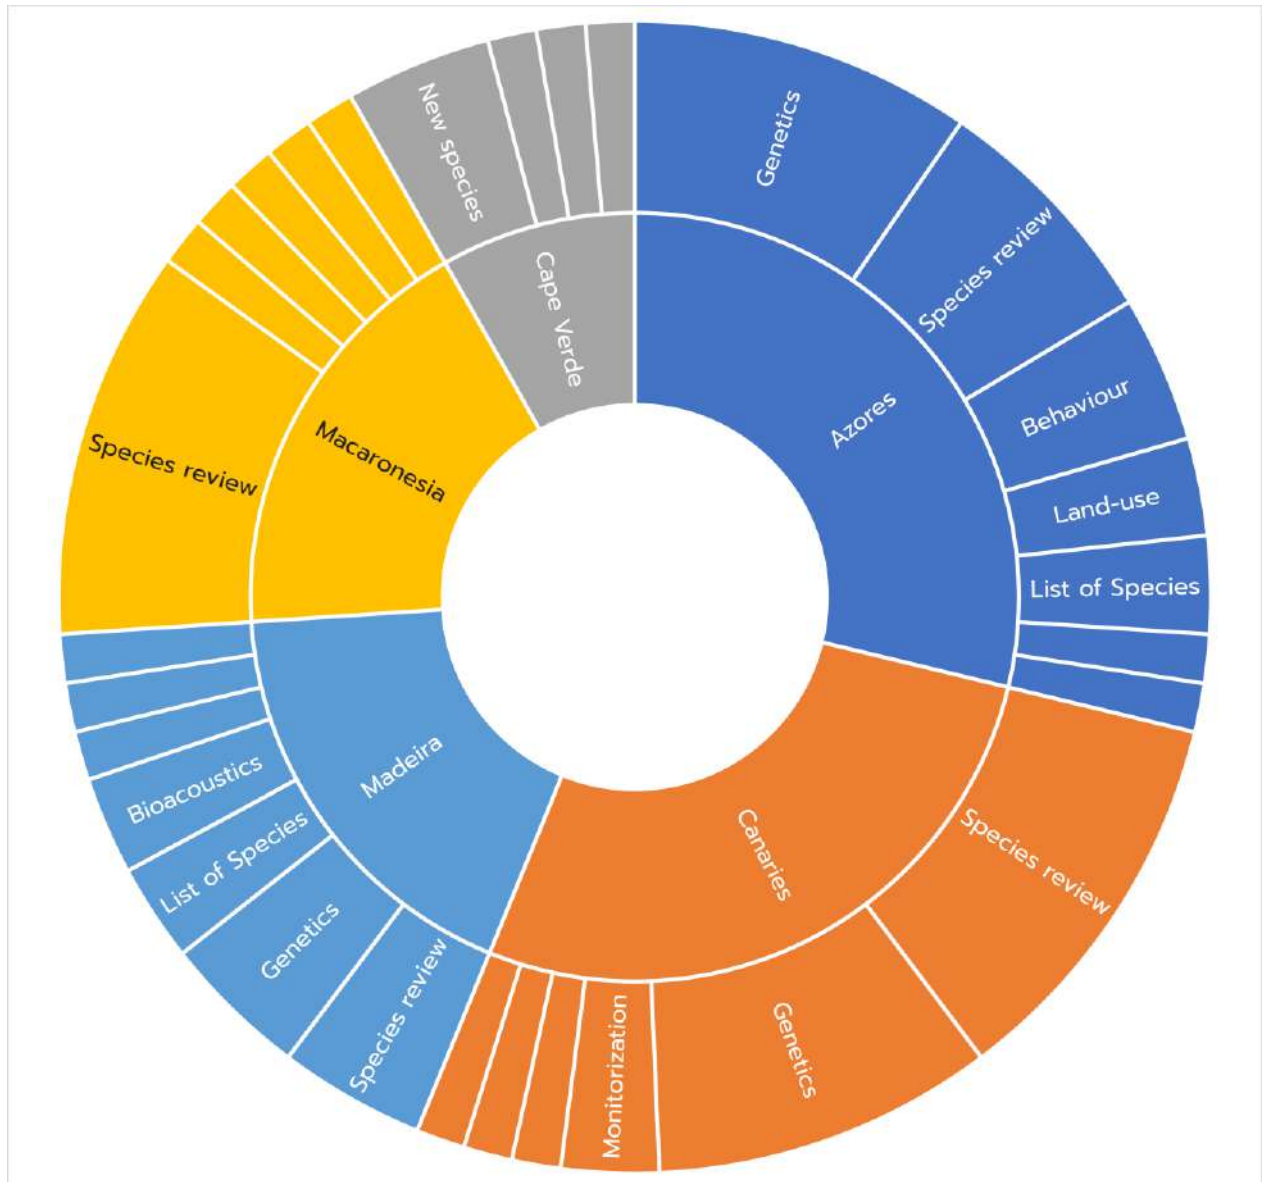 Azores
Genetics
Species review
Behaviour
Land-use
List of Species
Canaries
Species review
Genetics
Monitorization
Madeira
Species review
Genetics
List of Species
Bioacoustics
Macaronesia
Species review
Cape Verde
New species